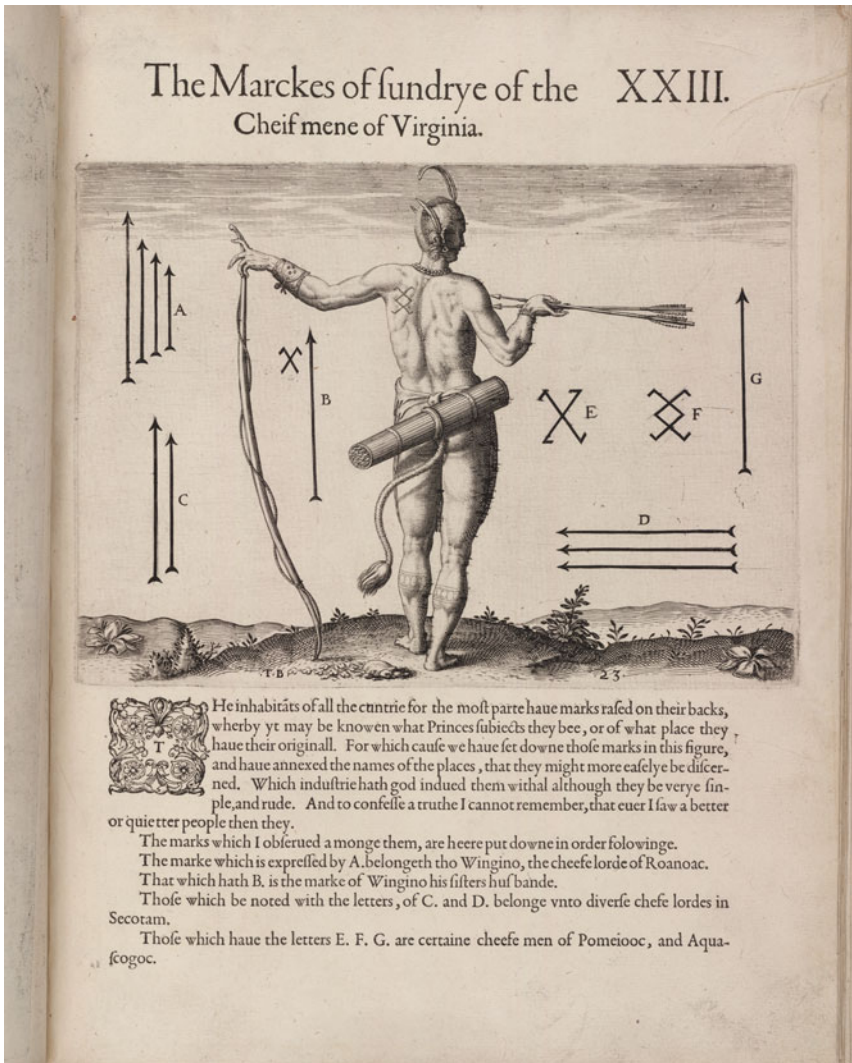 The Marckes of ſundrye of the XXIII.
Cheif mene of Virginia.
A
B
G
E
F
C
D
T·B
23
THe inhabitãts of all the cuntrie for the moſt parte haue marks raſed on their backs,
wherby yt may be knowen what Princes ſubiects they bee, or of what place they
haue their originall. For which cauſe we haue ſet downe thoſe marks in this figure,
and haue annexed the names of the places, that they might more eaſelye be diſcer-
ned. Which induſtrie hath god indued them withal although they be verye ſin-
ple, and rude. And to confeſſe a truthe I cannot remember, that euer I ſaw a better
or quietter people then they.
The marks which I obſerued a monge them, are heere put downe in order folowinge.
The marke which is expreſſed by A. belongeth tho Wingino, the cheefe lorde of Roanoac.
That which hath B. is the marke of Wingino his ſiſters huſbande.
Thoſe which be noted with the letters, of C. and D. belonge vnto diverſe chefe lordes in
Secotam.
Thoſe which haue the letters E. F. G. are certaine cheefe men of Pomeiooc, and Aqua-
ſcogoc.